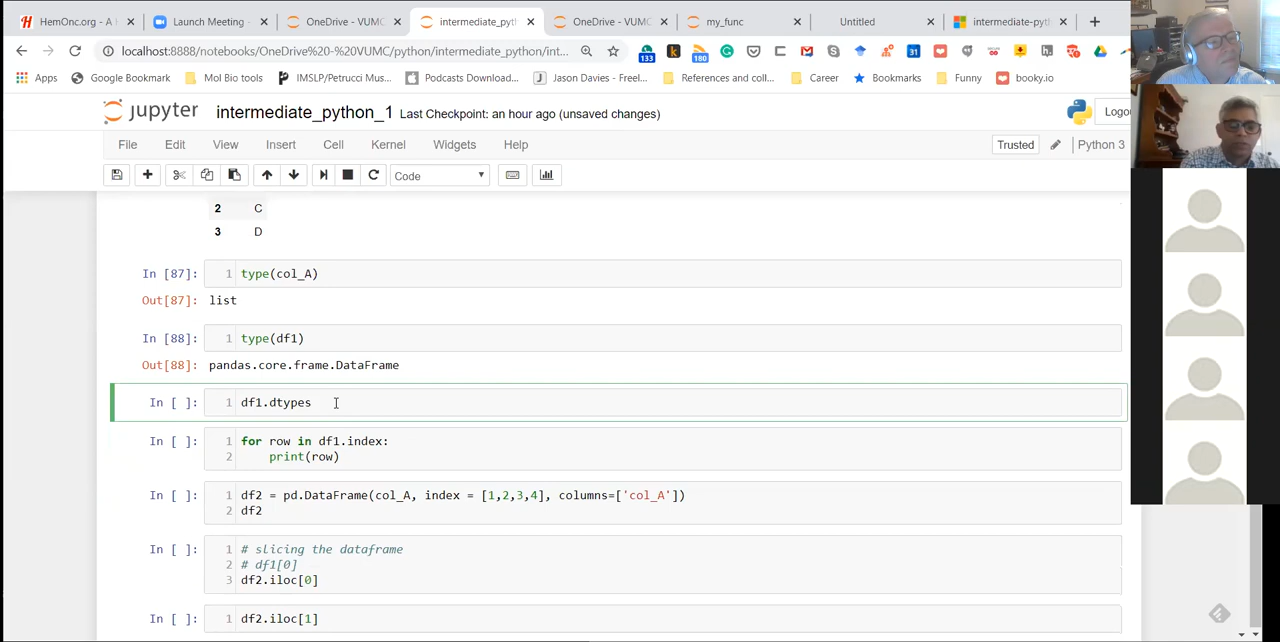 HemOnc.org - A H
Launch Meeting -
OneDrive - VUMC
intermediate_pyt
OneDrive - VUMC
my_func
Untitled
intermediate-pyth
localhost:8888/notebooks/OneDrive%20-%20VUMC/python/intermediate_python/int...
133
180
31
Apps
Google Bookmark
Mol Bio tools
IMSLP/Petrucci Mus...
Podcasts Download...
Jason Davies - Freel...
References and coll...
Career
Bookmarks
Funny
booky.io
jupyter intermediate_python_1 Last Checkpoint: an hour ago (unsaved changes)
Logo
File Edit View Insert Cell Kernel Widgets Help
Trusted
Python 3
Code
2 C
3 D
In [87]: 1 type(col_A)
Out[87]: list
In [88]: 1 type(df1)
Out[88]: pandas.core.frame.DataFrame
In [ ]: 1 df1.dtypes
In [ ]: 1 for row in df1.index:
2 print(row)
In [ ]: 1 df2 = pd.DataFrame(col_A, index = [1,2,3,4], columns=['col_A'])
2 df2
In [ ]: 1 # slicing the dataframe
2 # df1[0]
3 df2.iloc[0]
In [ ]: 1 df2.iloc[1]